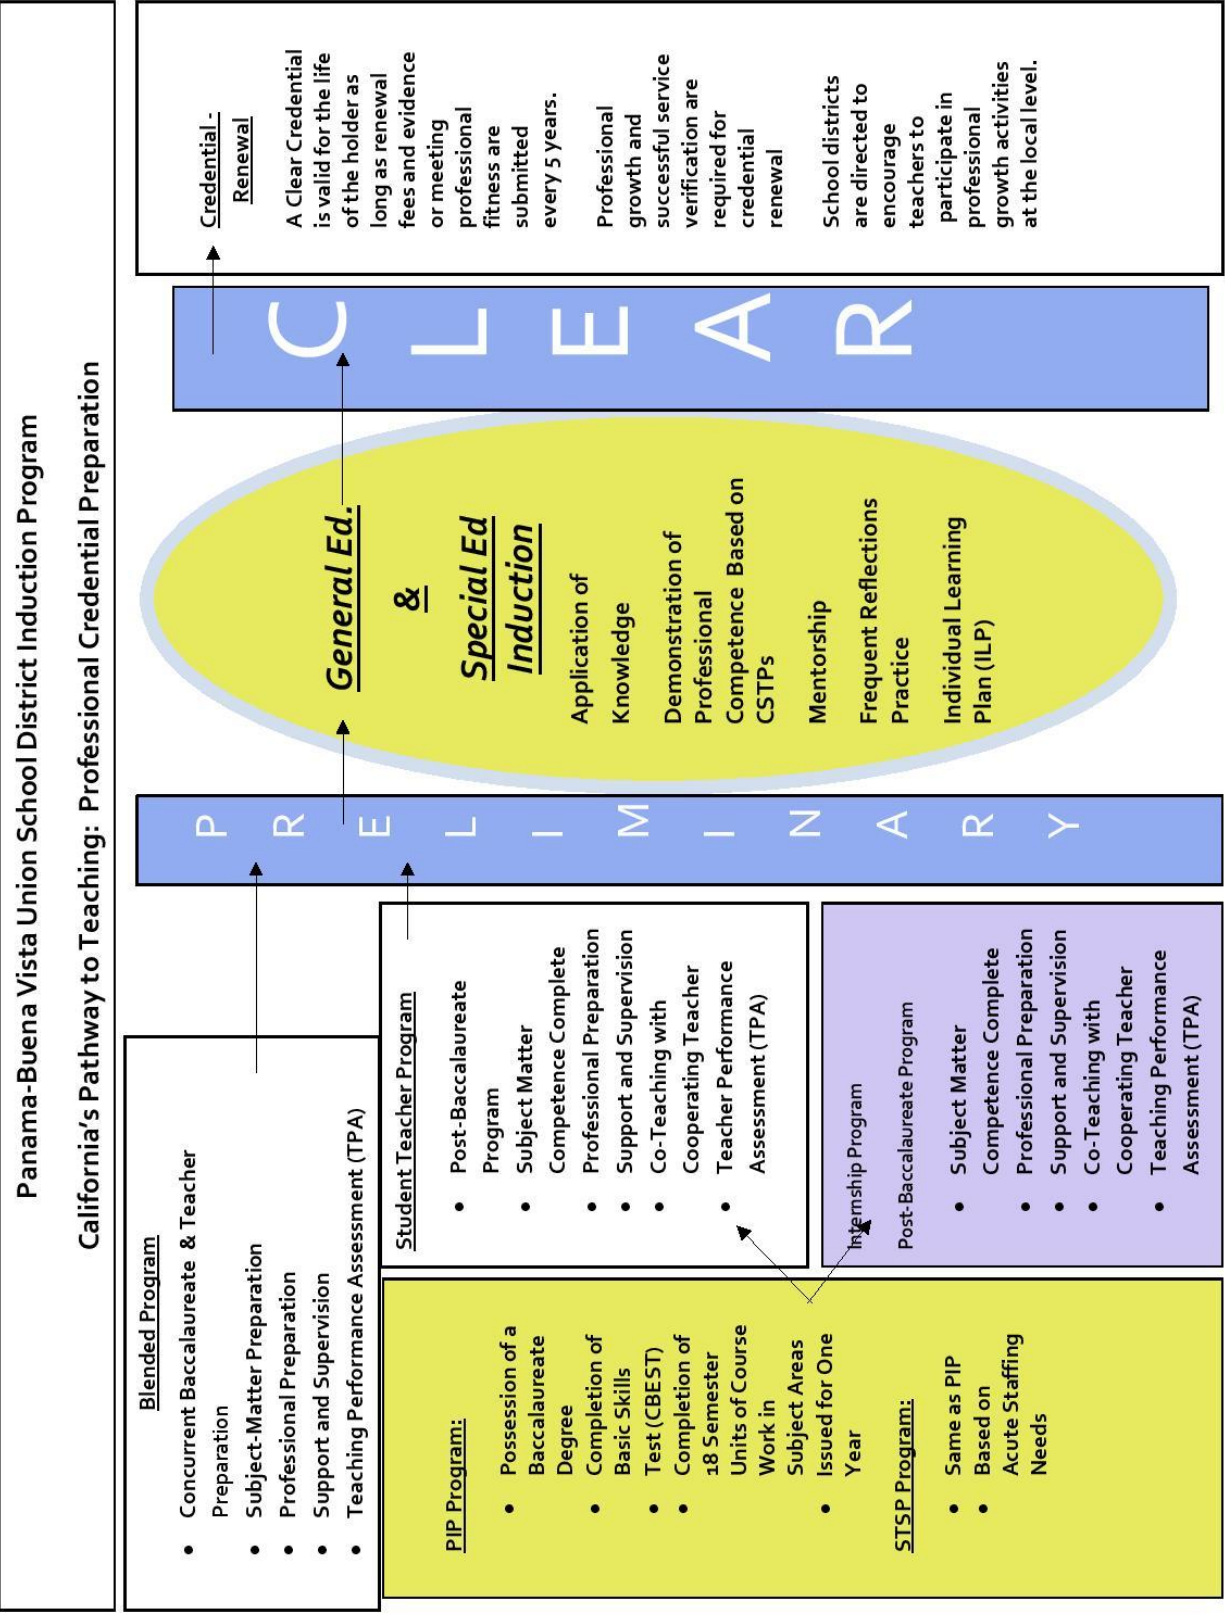 Panama-Buena Vista Union School District Induction Program
California's Pathway to Teaching: Professional Credential Preparation
Blended Program
• Concurrent Baccalaureate & Teacher
Preparation
• Subject-Matter Preparation
• Professional Preparation
• Support and Supervision
• Teaching Performance Assessment (TPA)
PIP Program:
• Possession of a
Baccalaureate
Degree
• Completion of
Basic Skills
• Test (CBEST)
• Completion of
18 Semester
Units of Course
Work in
Subject Areas
• Issued for One
Year
STSP Program:
• Same as PIP
• Based on
Acute Staffing
Needs
Student Teacher Program
• Post-Baccalaureate
Program
• Subject Matter
Competence Complete
• Professional Preparation
• Support and Supervision
• Co-Teaching with
Cooperating Teacher
• Teacher Performance
Assessment (TPA)
Internship Program
Post-Baccalaureate Program
• Subject Matter
Competence Complete
• Professional Preparation
• Support and Supervision
• Co-Teaching with
Cooperating Teacher
• Teaching Performance
Assessment (TPA)
P
R
E
L
I
M
I
N
A
R
Y
General Ed.
&
Special Ed
Induction
Application of
Knowledge
Demonstration of
Professional
Competence Based on
CSTPs
Mentorship
Frequent Reflections
Practice
Individual Learning
Plan (ILP)
C
L
E
A
R
Credential -
Renewal
A Clear Credential
is valid for the life
of the holder as
long as renewal
fees and evidence
or meeting
professional
fitness are
submitted
every 5 years.
Professional
growth and
successful service
verification are
required for
credential
renewal
School districts
are directed to
encourage
teachers to
participate in
professional
growth activities
at the local level.